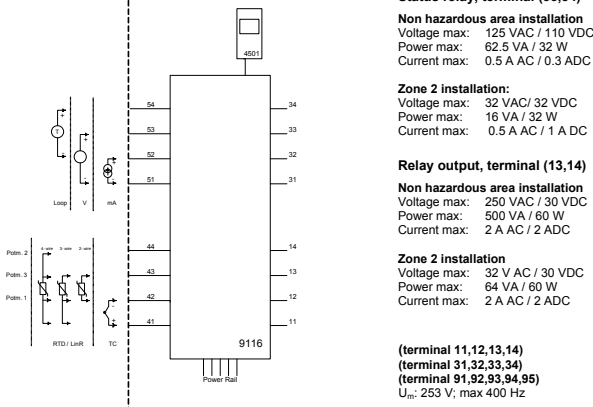 Status relay, terminal (33,34)
Non hazardous area installation
Voltage max: 125 VAC / 110 VDC
Power max: 62.5 VA / 32 W
Current max: 0.5 A AC / 0.3 ADC
Zone 2 installation:
Voltage max: 32 VAC/ 32 VDC
Power max: 16 VA / 32 W
Current max: 0.5 A AC / 1 A DC
Relay output, terminal (13,14)
Non hazardous area installation
Voltage max: 250 VAC / 30 VDC
Power max: 500 VA / 60 W
Current max: 2 A AC / 2 ADC
Zone 2 installation
Voltage max: 32 V AC / 30 VDC
Power max: 64 VA / 60 W
Current max: 2 A AC / 2 ADC
(terminal 11,12,13,14)
(terminal 31,32,33,34)
(terminal 91,92,93,94,95)
Um: 253 V; max 400 Hz
4501
54 34
53 33
52 32
51 31
T
+
-
+
-
-
+
Loop V mA
44 14
43 13
42 12
41 11
4-wire 3-wire 2-wire
Potm. 2
Potm. 3
Potm. 1
-
+
RTD / LinR TC
9116
Power Rail